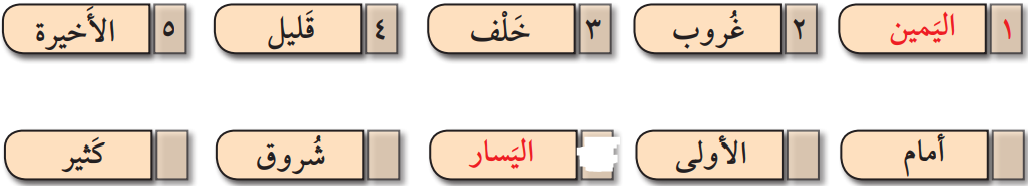 ١ اليَمين ٢ غُروب ٣ خَلْف ٤ قَليل ٥ الأَخيرة
أمام الأولى اليَسار شُروق كَثير